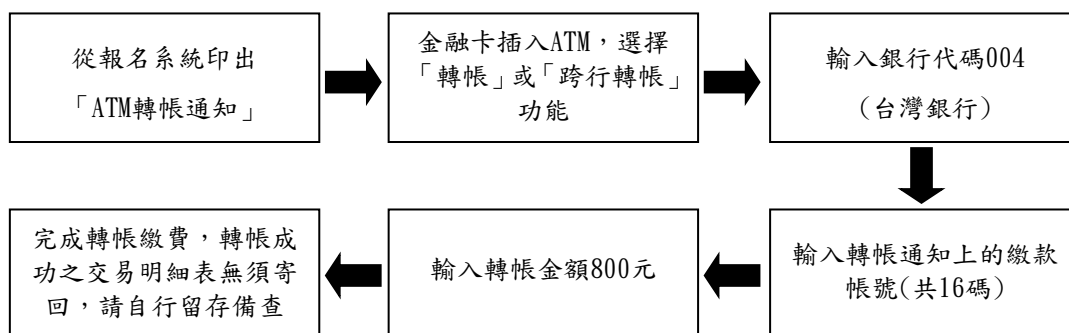 從報名系統印出
「ATM轉帳通知」
金融卡插入ATM，選擇
「轉帳」或「跨行轉帳」
功能
輸入銀行代碼004
(台灣銀行)
輸入轉帳通知上的繳款
帳號(共16碼)
輸入轉帳金額800元
完成轉帳繳費，轉帳成
功之交易明細表無須寄
回，請自行留存備查